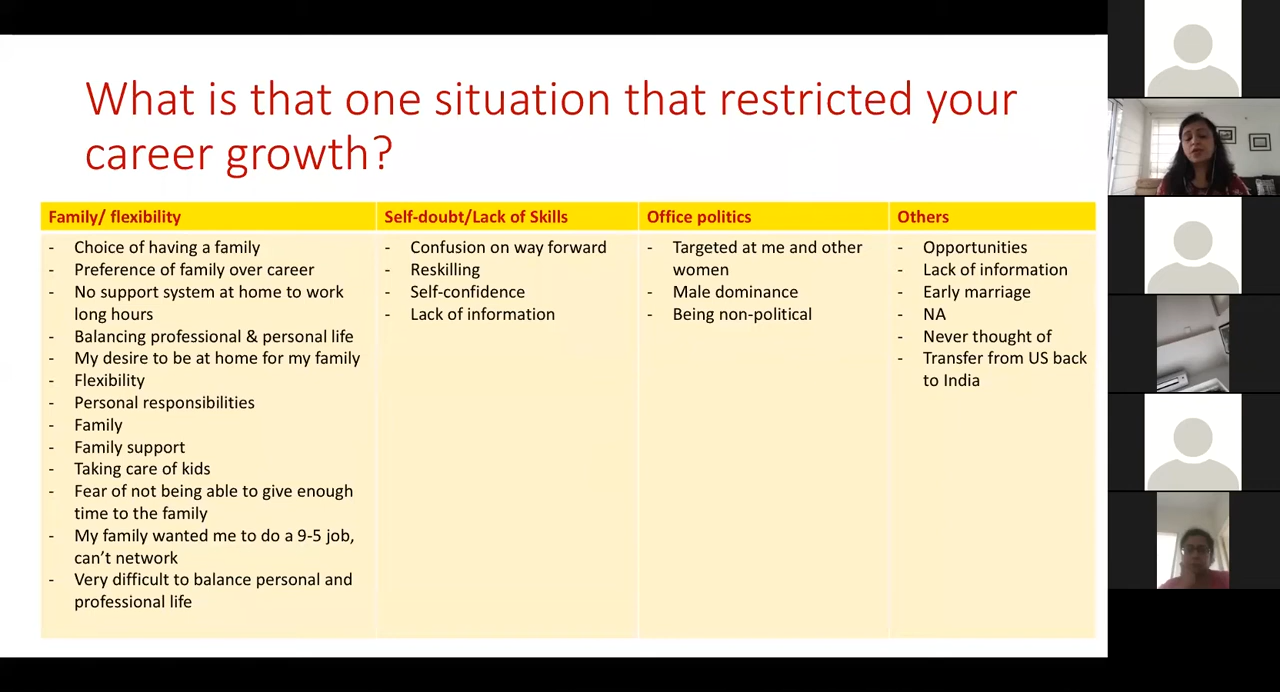 What is that one situation that restricted your
career growth?
Family/ flexibility
- Choice of having a family
- Preference of family over career
- No support system at home to work
long hours
- Balancing professional & personal life
- My desire to be at home for my family
- Flexibility
- Personal responsibilities
- Family
- Family support
- Taking care of kids
- Fear of not being able to give enough
time to the family
- My family wanted me to do a 9-5 job,
can't network
- Very difficult to balance personal and
professional life
Self-doubt/Lack of Skills
- Confusion on way forward
- Reskilling
- Self-confidence
- Lack of information
Office politics
- Targeted at me and other
women
- Male dominance
- Being non-political
Others
- Opportunities
- Lack of information
- Early marriage
- NA
- Never thought of
- Transfer from US back
to India